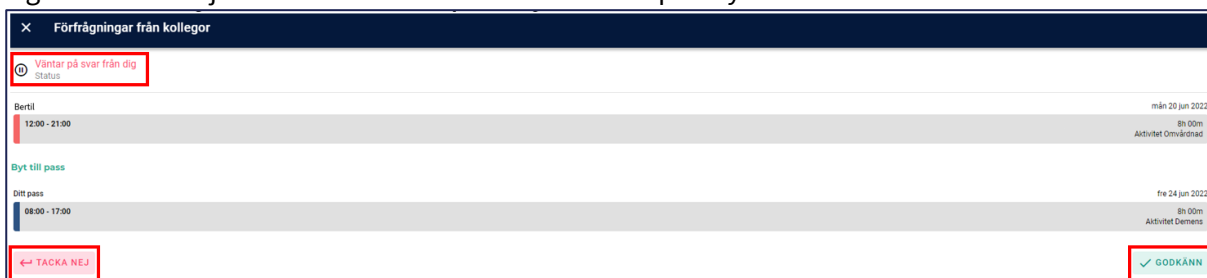 Förfrågningar från kollegor
Väntar på svar från dig
Status
Bertil mån 20 jun 2022
12:00 - 21:00 8h 00m
Aktivitet Omvårdnad
Byt till pass
Ditt pass fre 24 jun 2022
08:00 - 17:00 8h 00m
Aktivitet Demens
TACKA NEJ GODKÄNN